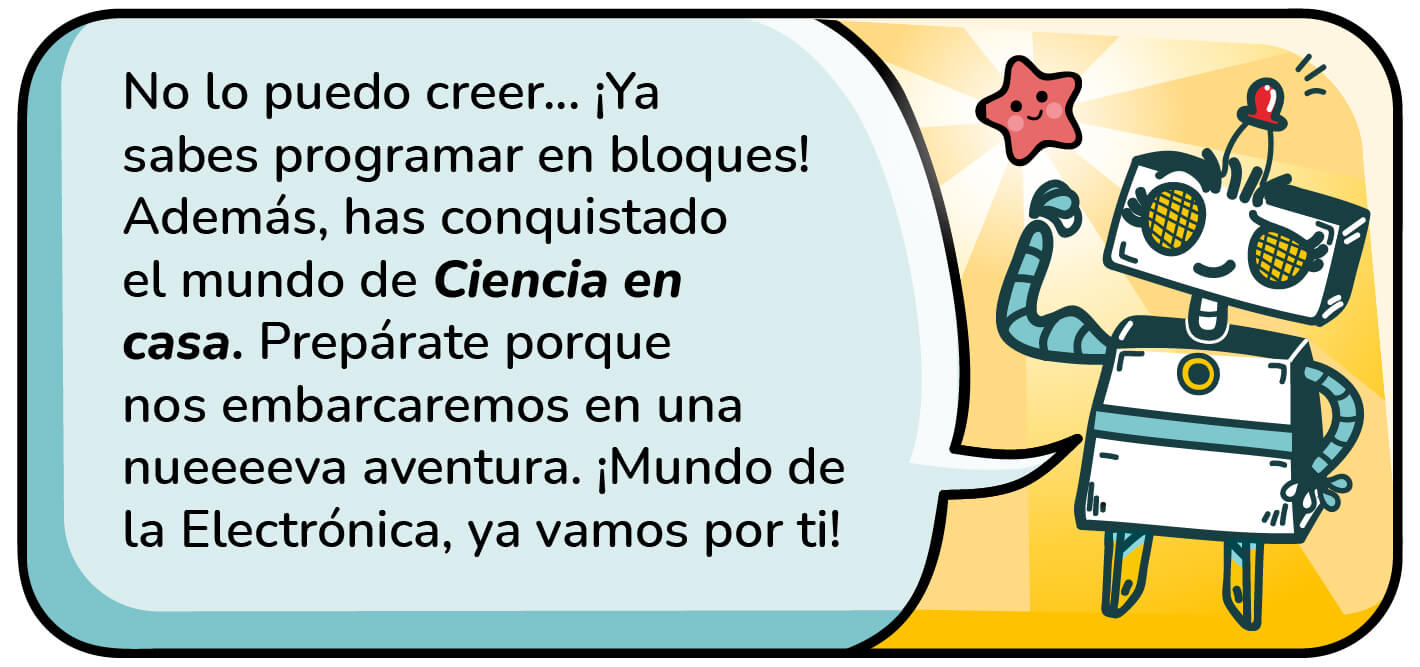 No lo puedo creer... ¡Ya
sabes programar en bloques!
Además, has conquistado
el mundo de Ciencia en
casa. Prepárate porque
nos embarcaremos en una
nueeeeva aventura. ¡Mundo de
la Electrónica, ya vamos por ti!